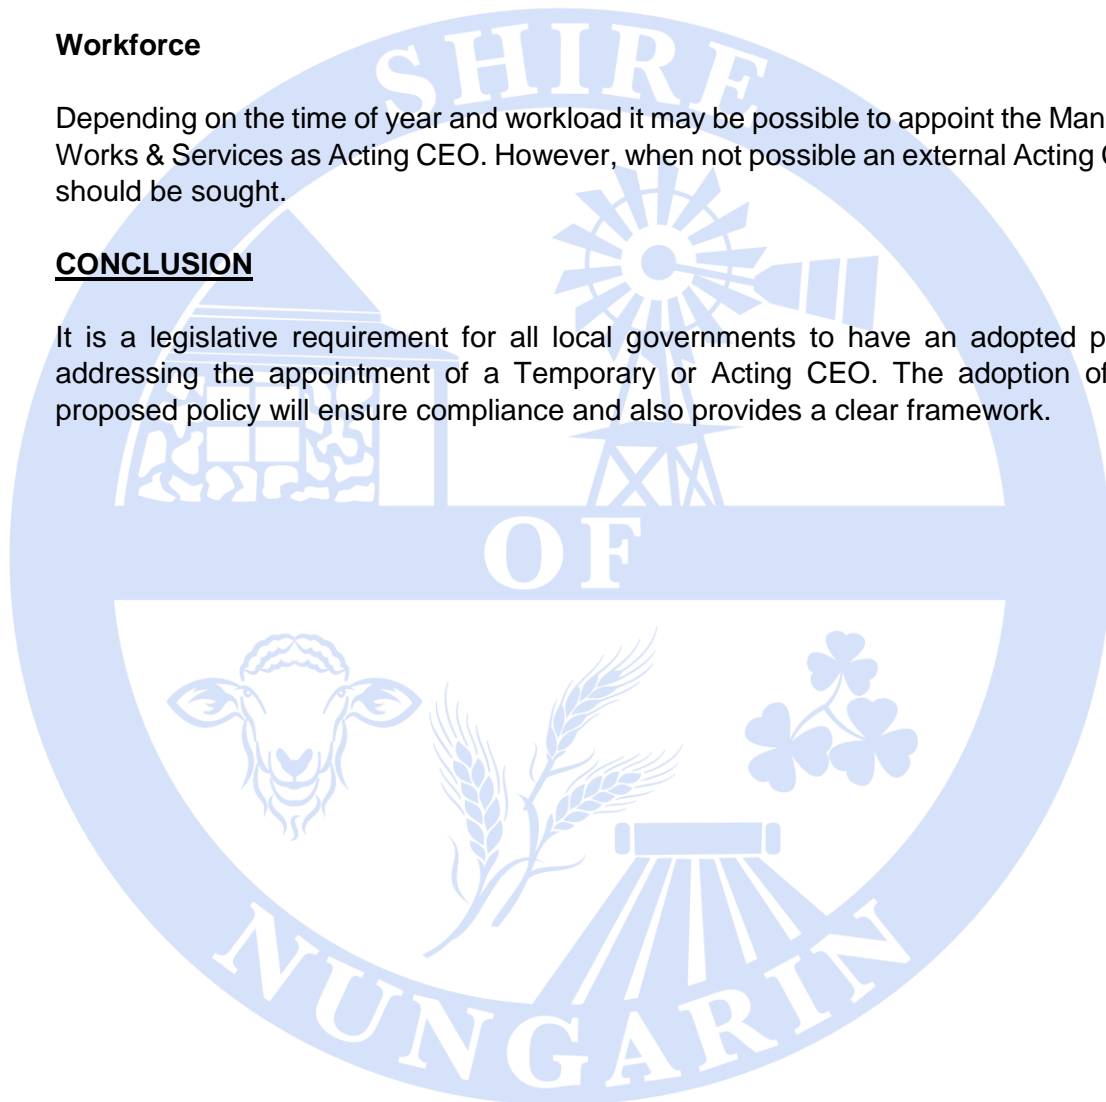 Workforce
Depending on the time of year and workload it may be possible to appoint the Man
Works & Services as Acting CEO. However, when not possible an external Acting
should be sought.
CONCLUSION
It is a legislative requirement for all local governments to have an adopted p
addressing the appointment of a Temporary or Acting CEO. The adoption of
proposed policy will ensure compliance and also provides a clear framework.
SHIRE
OF
NUNGARIN